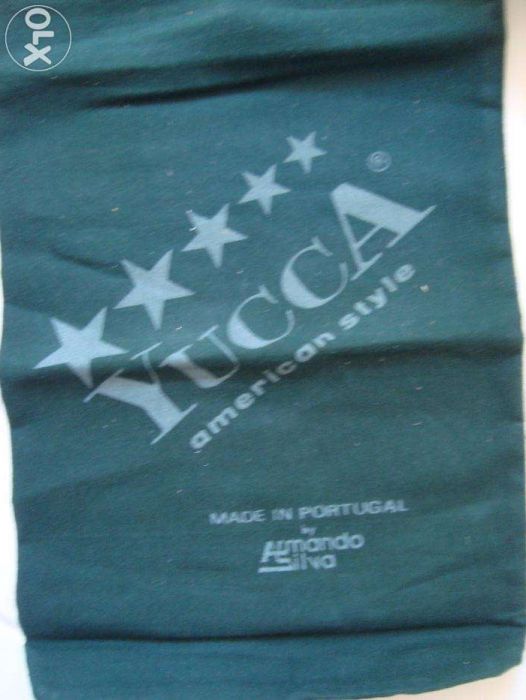 OLX
YUCCA®
american style
MADE IN PORTUGAL
by
Armando
Silva